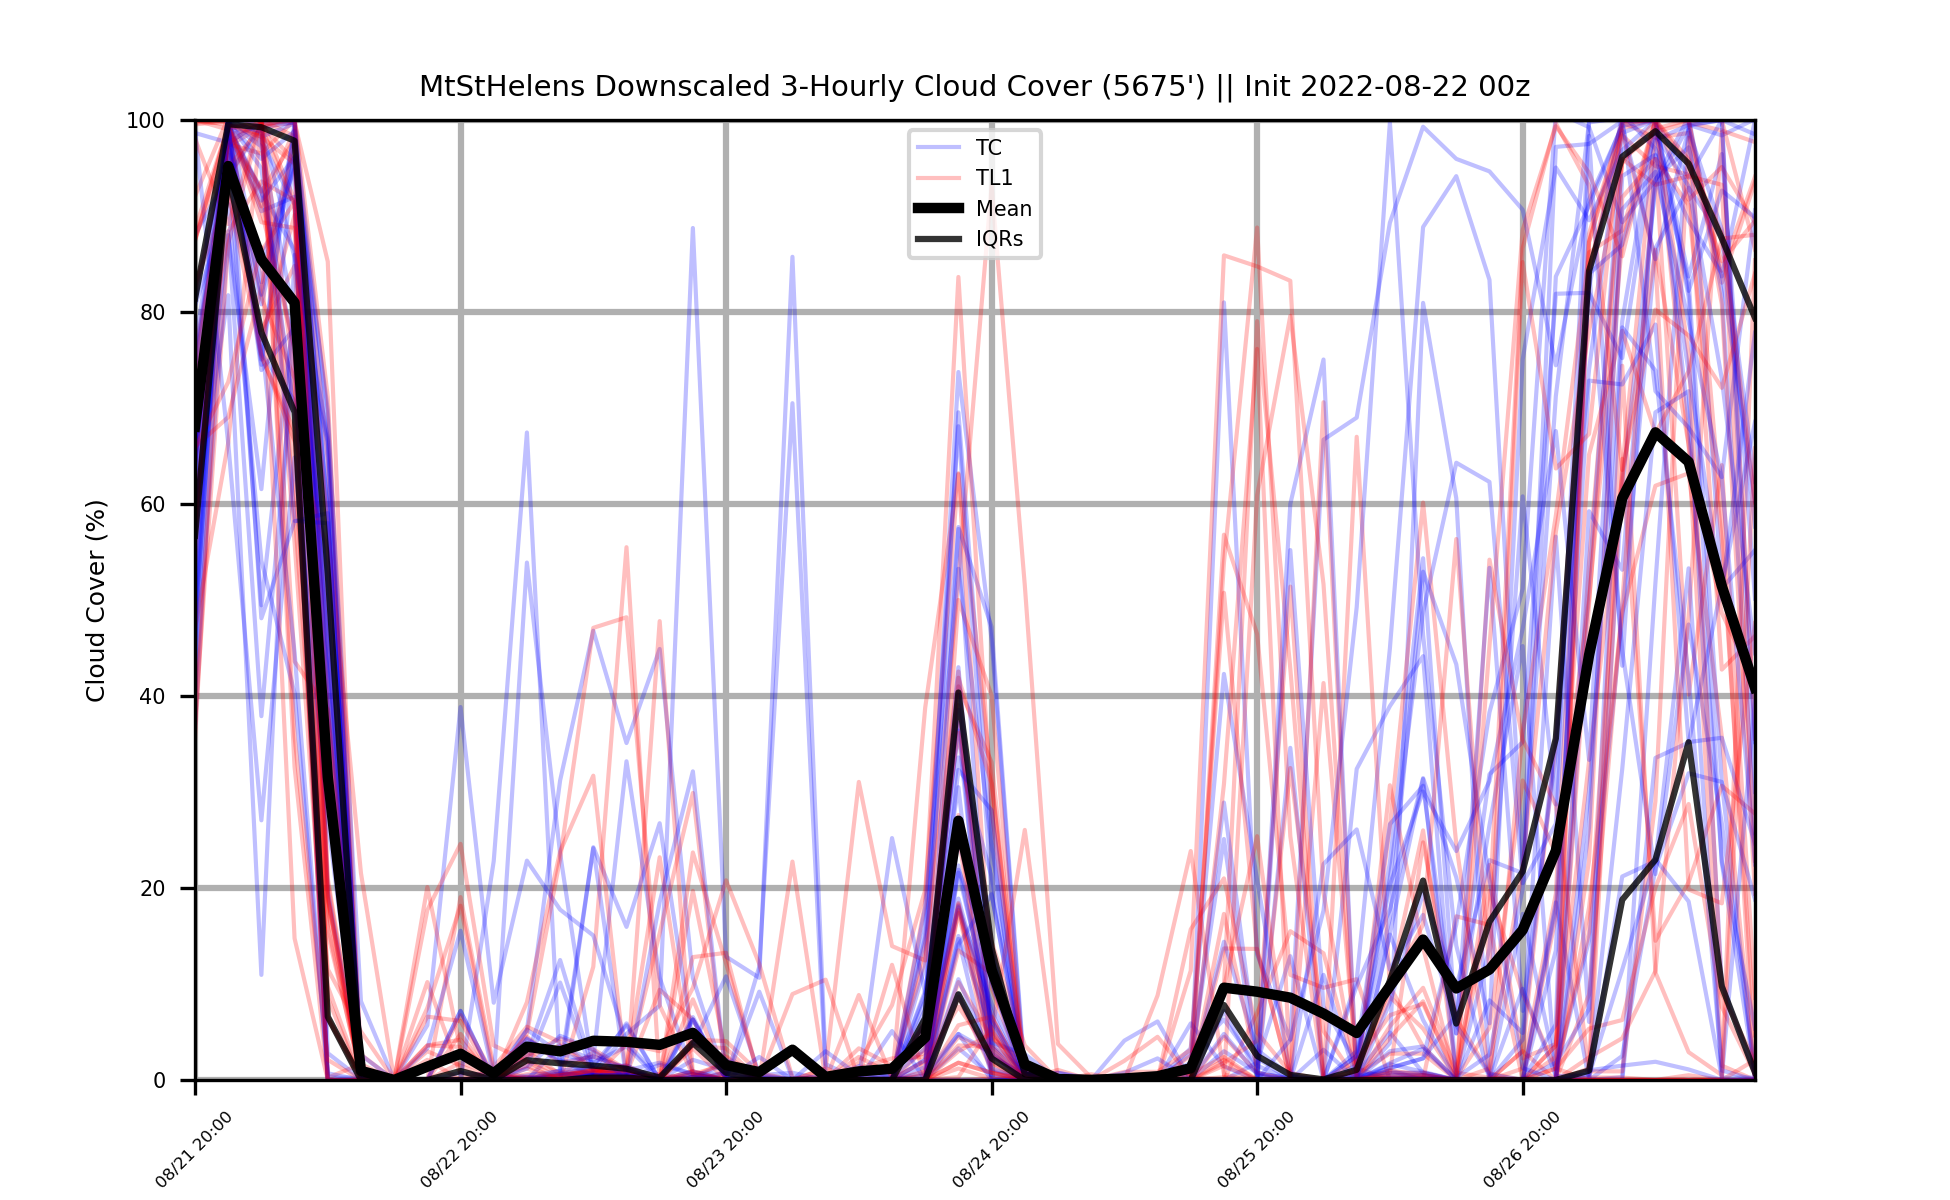 MtStHelens Downscaled 3-Hourly Cloud Cover (5675') || Init 2022-08-22 00z
TC
TL1
Mean
IQRs
Cloud Cover (%)
100
80
60
40
20
0
08/21 20:00
08/22 20:00
08/23 20:00
08/24 20:00
08/25 20:00
08/26 20:00